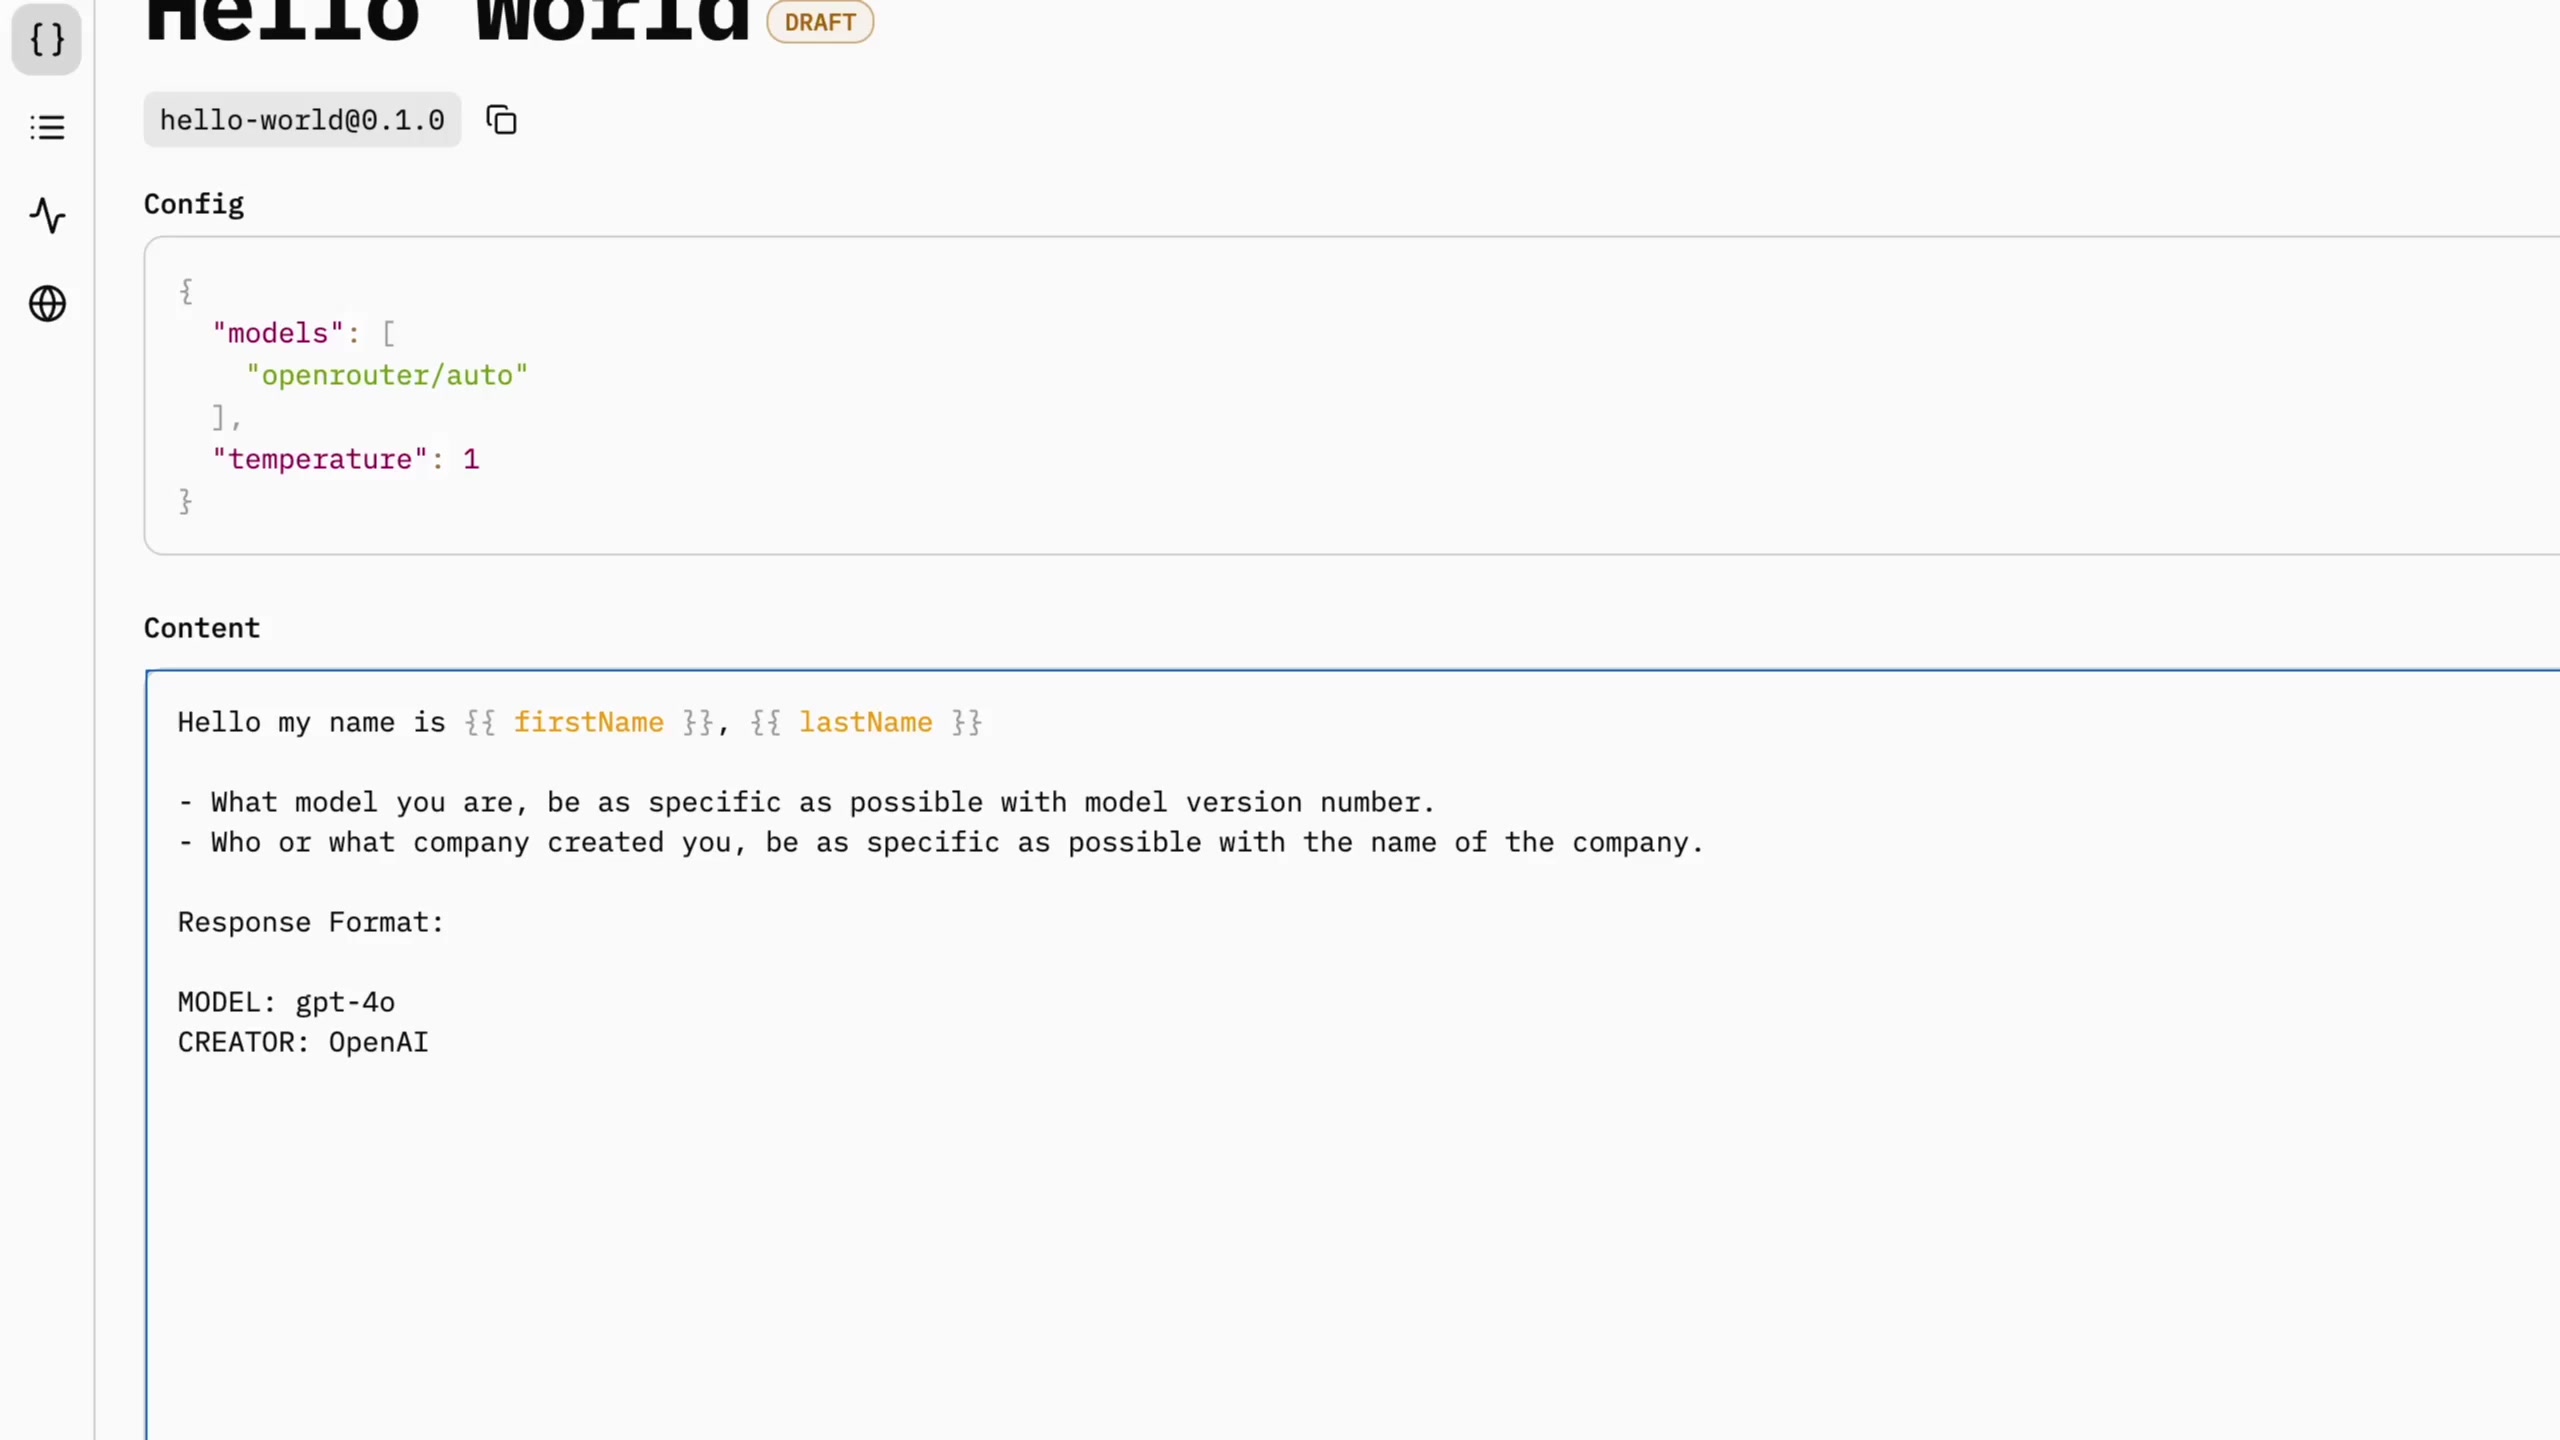 Hello World DRAFT
hello-world@0.1.0
Config
{
"models": [
"openrouter/auto"
],
"temperature": 1
}
Content
Hello my name is {{ firstName }}, {{ lastName }}
- What model you are, be as specific as possible with model version number.
- Who or what company created you, be as specific as possible with the name of the company.
Response Format:
MODEL: gpt-4o
CREATOR: OpenAI